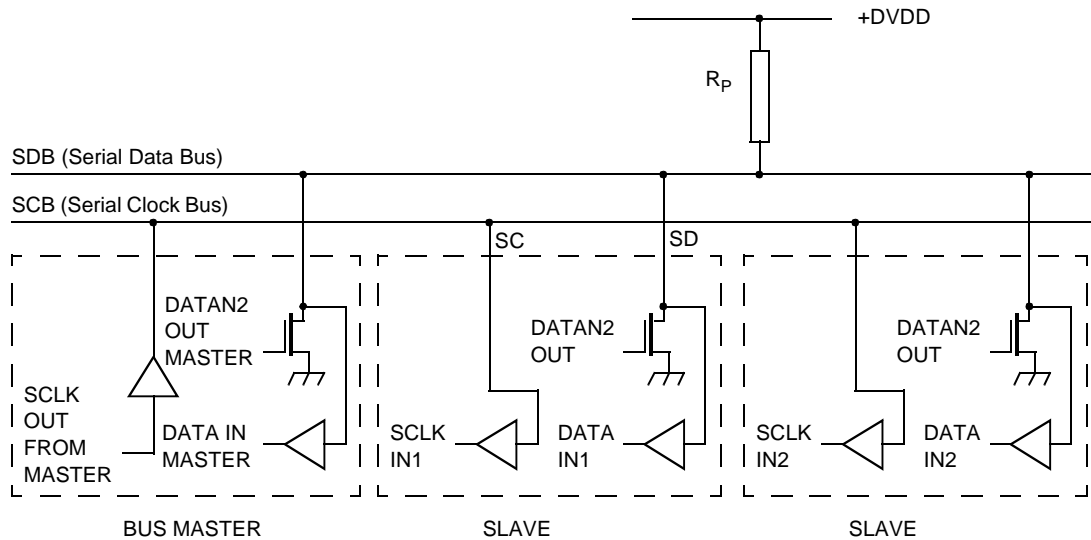 +DVDD
RP
SDB (Serial Data Bus)
SCB (Serial Clock Bus)
SC
SD
DATAN2
OUT
MASTER
SCLK
OUT
FROM
MASTER
DATA IN
MASTER
DATAN2
OUT
SCLK
IN1
DATA
IN1
DATAN2
OUT
SCLK
IN2
DATA
IN2
BUS MASTER
SLAVE
SLAVE